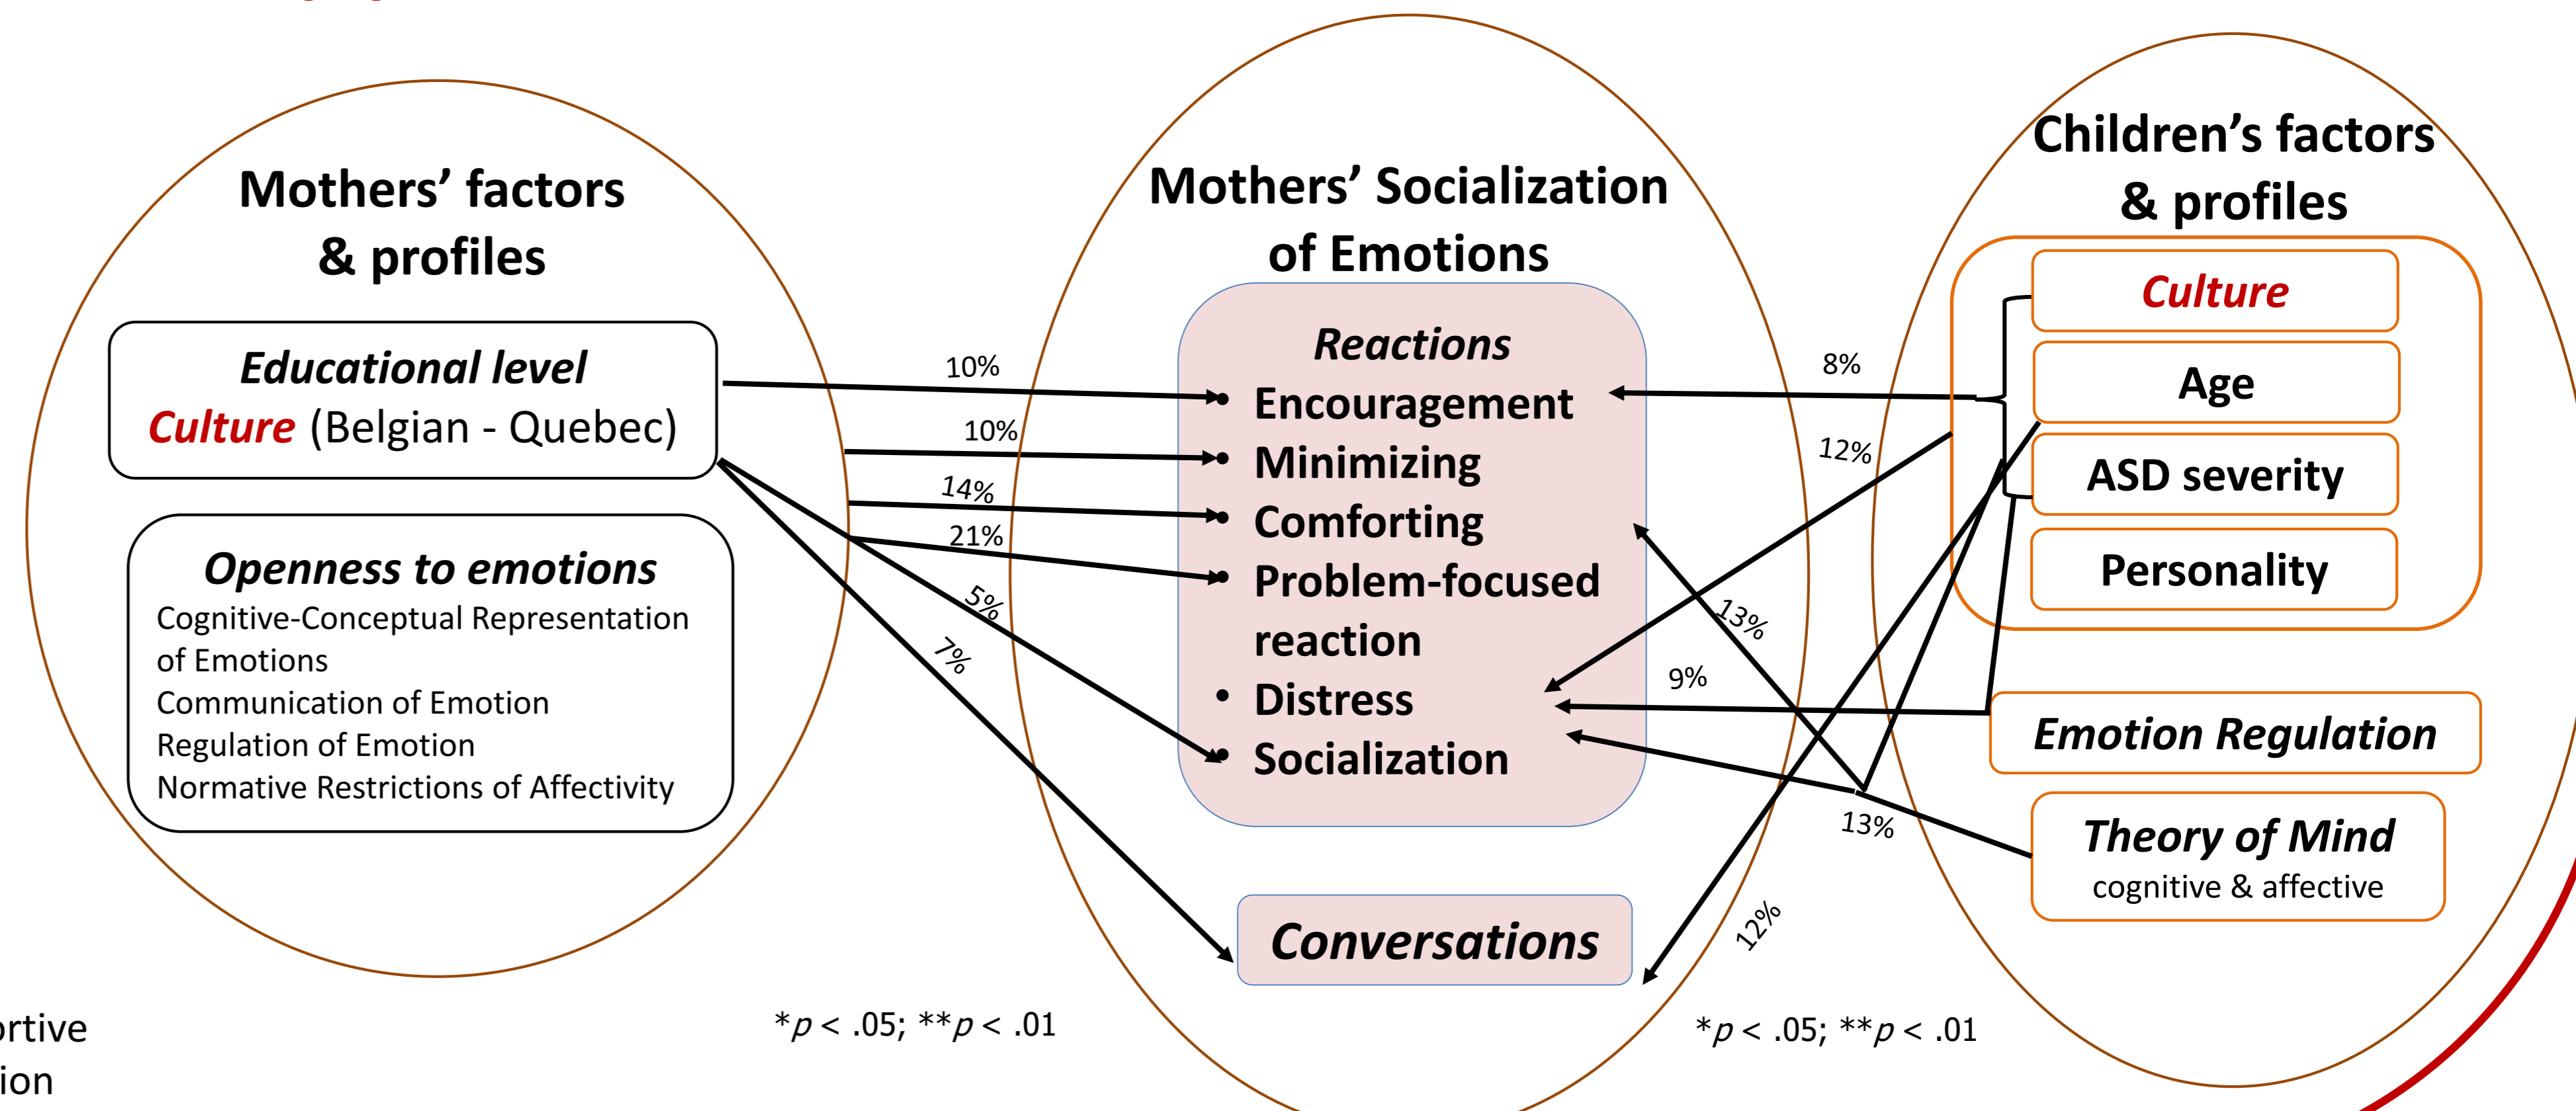 Mothers’ factors
& profiles
Educational level
Culture (Belgian - Quebec)
Openness to emotions
Cognitive-Conceptual Representation
of Emotions
Communication of Emotion
Regulation of Emotion
Normative Restrictions of Affectivity
10%
10%
14%
21%
5%
7%
Mothers’ Socialization
of Emotions
Reactions
• Encouragement
• Minimizing
• Comforting
• Problem-focused
reaction
• Distress
• Socialization
Conversations
8%
12%
13%
9%
13%
12%
Children’s factors
& profiles
Culture
Age
ASD severity
Personality
Emotion Regulation
Theory of Mind
cognitive & affective
*p < .05; **p < .01
*p < .05; **p < .01